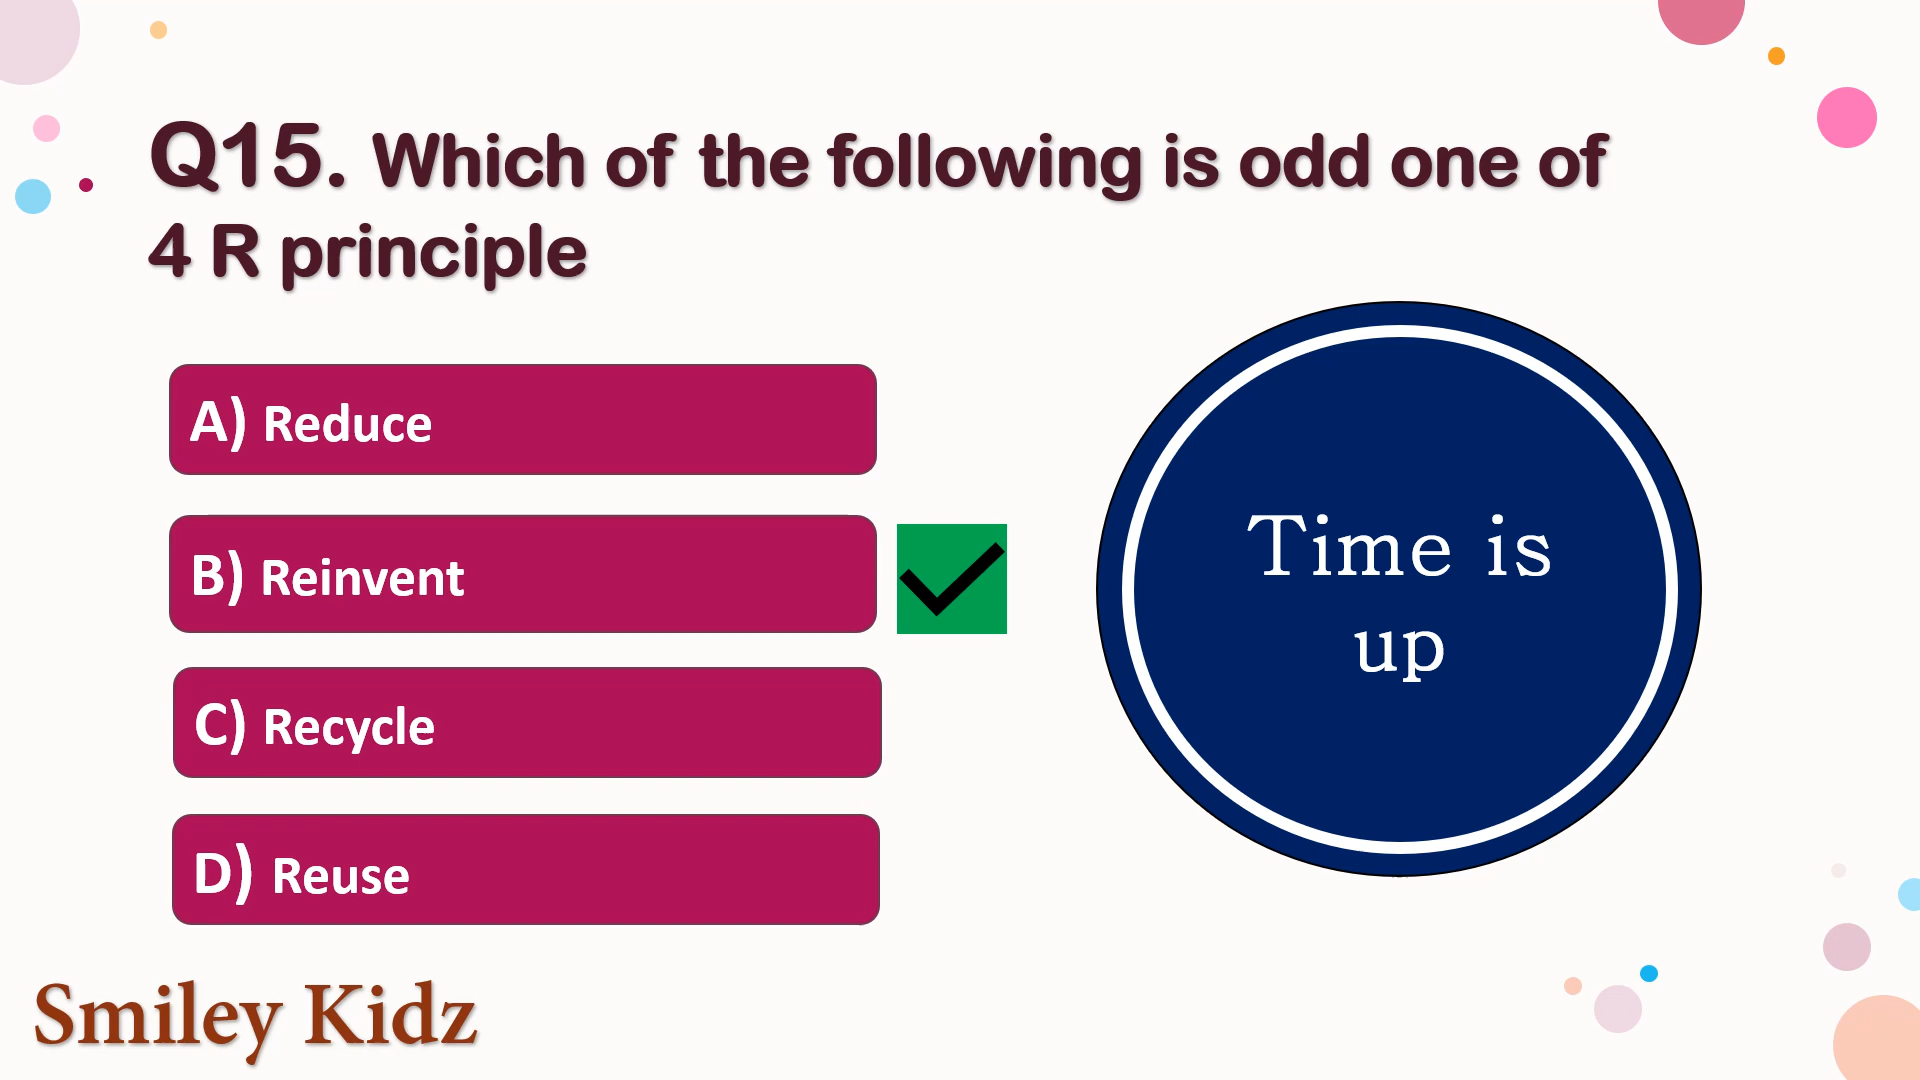 Q15. Which of the following is odd one of
4 R principle
A) Reduce
B) Reinvent
C) Recycle
D) Reuse
Time is
up
Smiley Kidz